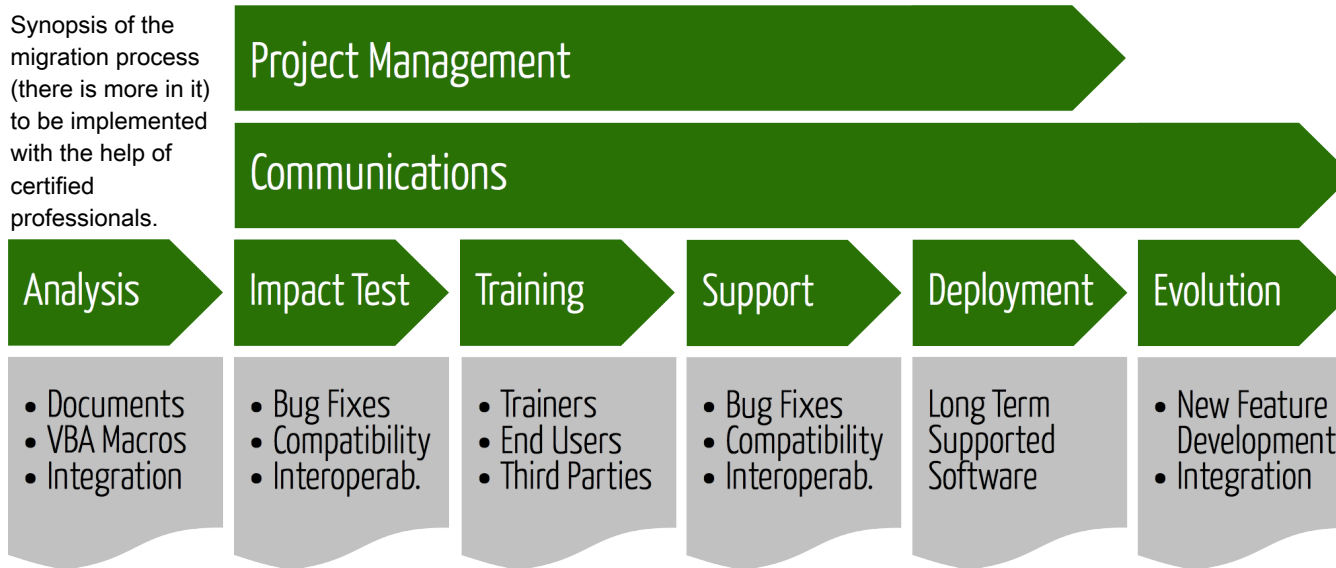 Synopsis of the
migration process
(there is more in it)
to be implemented
with the help of
certified
professionals.
Project Management
Communications
Analysis
Impact Test
Training
Support
Deployment
Evolution
• Documents
• VBA Macros
• Integration
• Bug Fixes
• Compatibility
• Interoperab.
• Trainers
• End Users
• Third Parties
• Bug Fixes
• Compatibility
• Interoperab.
Long Term
Supported
Software
• New Feature
Development
• Integration